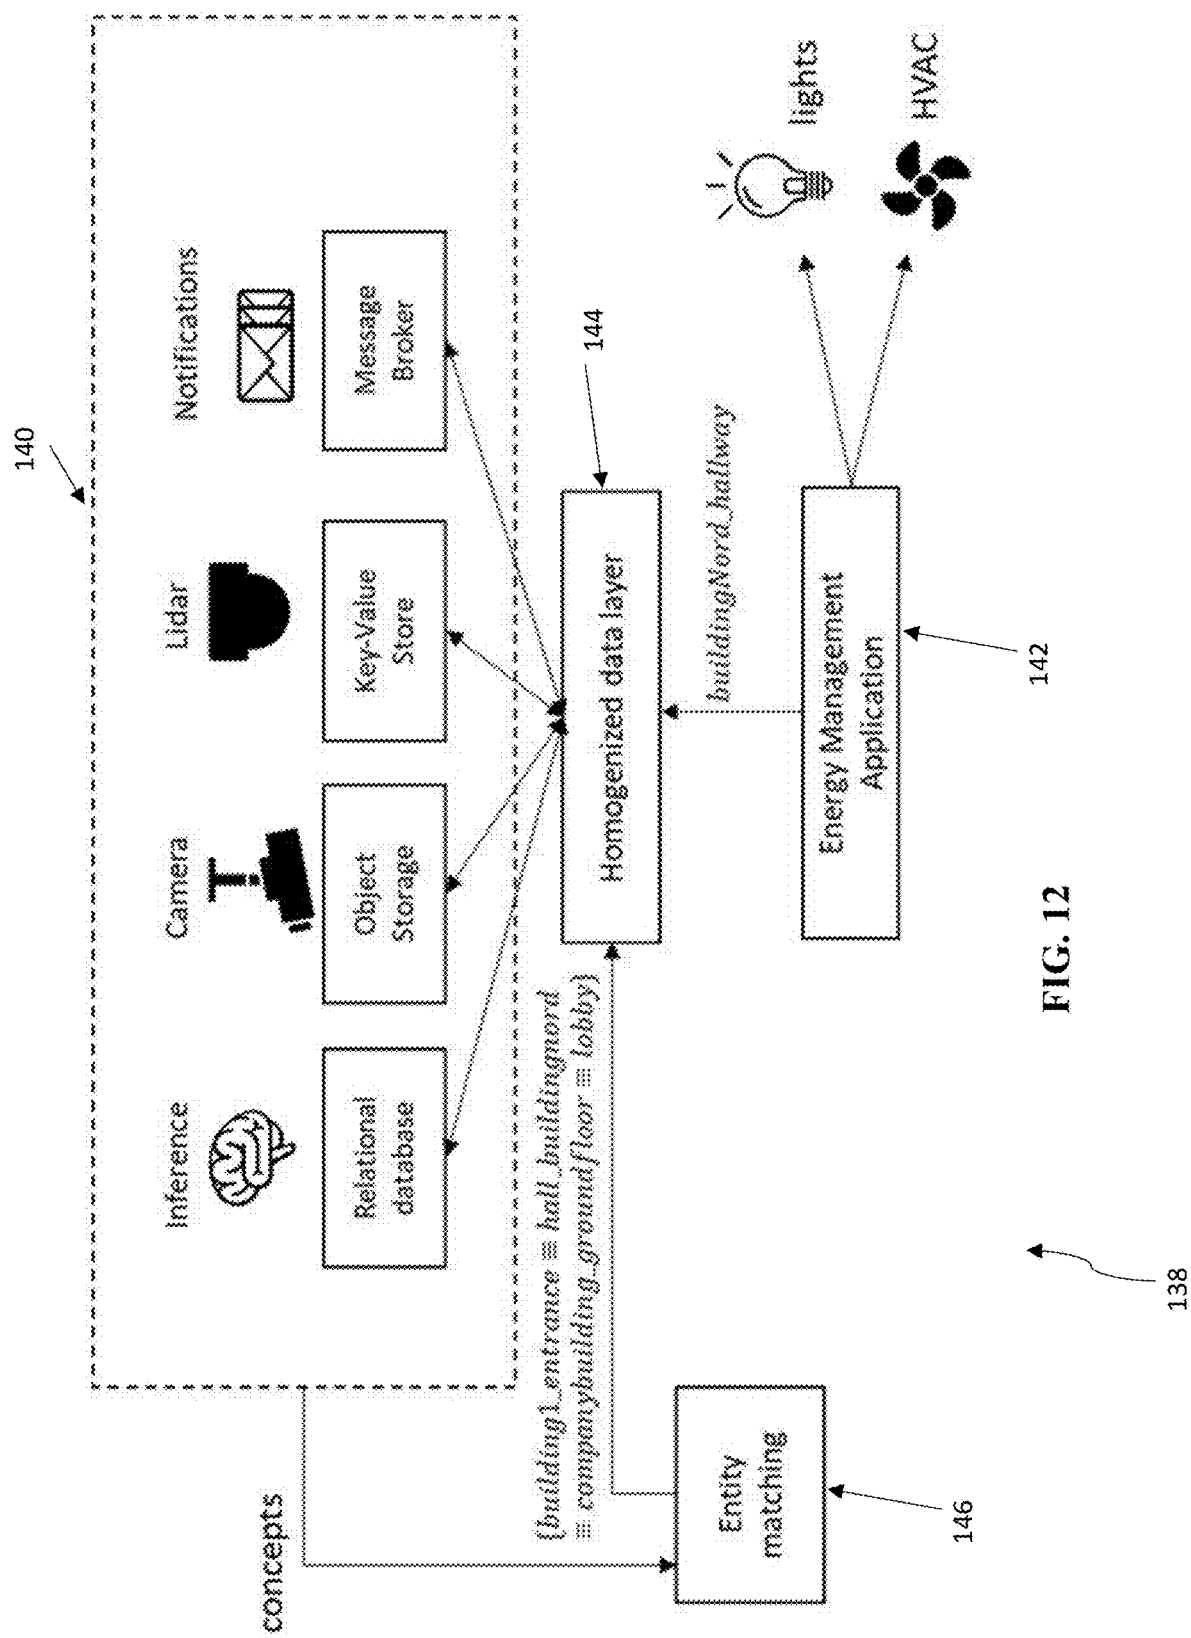 140
Inference
Camera
Lidar
Notifications
Relational
database
Object
Storage
Key-Value
Store
Message
Broker
concepts
{building1_entrance ≡ hall_buildingnord
≡ companybuilding_groundfloor ≡ lobby}
Homogenized data layer
144
Entity
matching
146
buildingNord_hallway
Energy Management
Application
142
lights
HVAC
138
FIG. 12